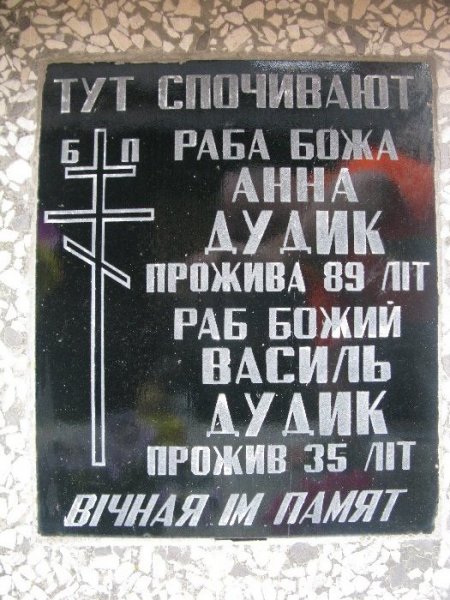 ТУТ СПОЧИВАЮТ
Б П
РАБА БОЖА
АННА
ДУДИК
ПРОЖИВА 89 ЛІТ
РАБ БОЖИЙ
ВАСИЛЬ
ДУДИК
ПРОЖИВ 35 ЛІТ
ВІЧНАЯ ІМ ПАМЯТ